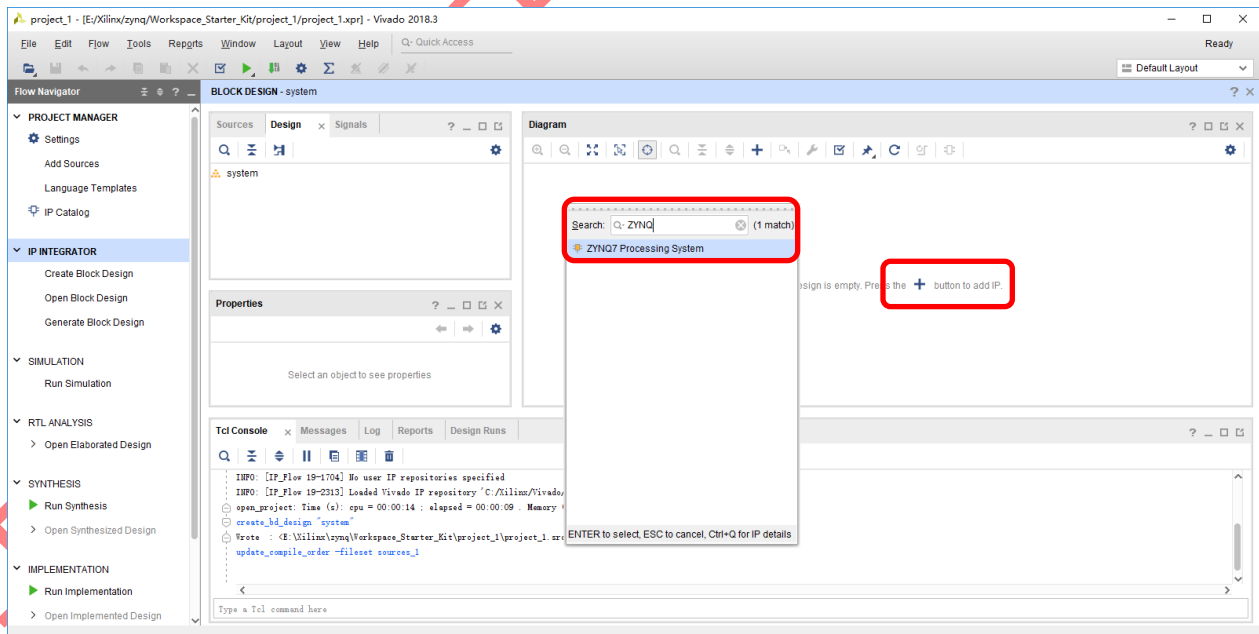 project_1 - [E:/Xilinx/zynq/Workspace_Starter_Kit/project_1/project_1.xpr] - Vivado 2018.3
File Edit Flow Tools Reports Window Layout View Help Quick Access
Ready
Default Layout
Flow Navigator
BLOCK DESIGN - system
PROJECT MANAGER
Settings
Add Sources
Language Templates
IP Catalog
IP INTEGRATOR
Create Block Design
Open Block Design
Generate Block Design
SIMULATION
Run Simulation
RTL ANALYSIS
Open Elaborated Design
SYNTHESIS
Run Synthesis
Open Synthesized Design
IMPLEMENTATION
Run Implementation
Open Implemented Design
Sources Design Signals
system
Properties
Select an object to see properties
Diagram
Search: ZYNQ (1 match)
ZYNQ7 Processing System
ENTER to select, ESC to cancel, Ctrl+Q for IP details
esign is empty. Press the + button to add IP.
Tcl Console Messages Log Reports Design Runs
INFO: [IP_Flow 19-1704] No user IP repositories specified
INFO: [IP_Flow 19-2313] Loaded Vivado IP repository 'C:/Xilinx/Vivado/
open_project: Time (s): cpu = 00:00:14 ; elapsed = 00:00:09 . Memory
create_bd_design "system"
Wrote : <E:\Xilinx\zynq\Workspace_Starter_Kit\project_1\project_1.src
update_compile_order -fileset sources_1
Type a Tcl command here